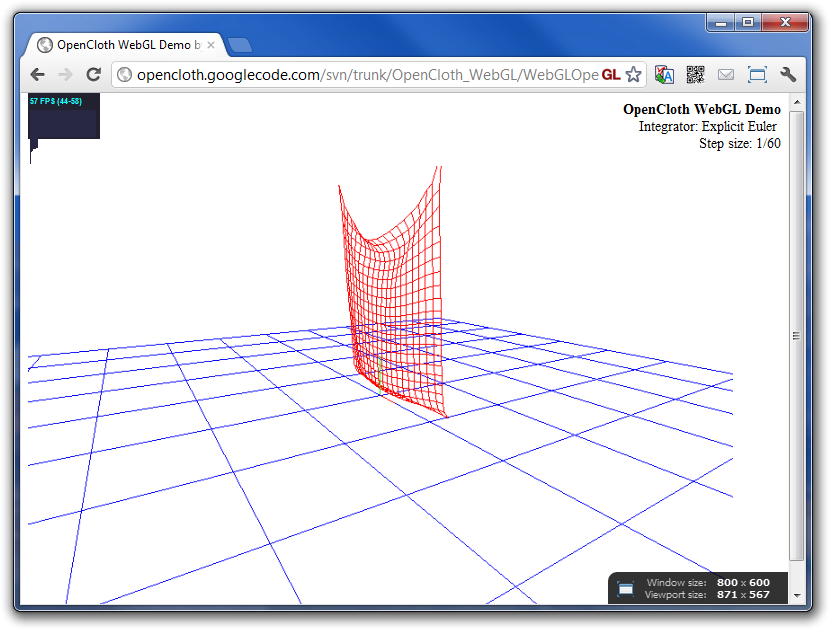 OpenCloth WebGL Demo b
opencloth.googlecode.com/svn/trunk/OpenCloth_WebGL/WebGLOpe GL
57 FPS (44-58)
OpenCloth WebGL Demo
Integrator: Explicit Euler
Step size: 1/60
Window size: 800 x 600
Viewport size: 871 x 567